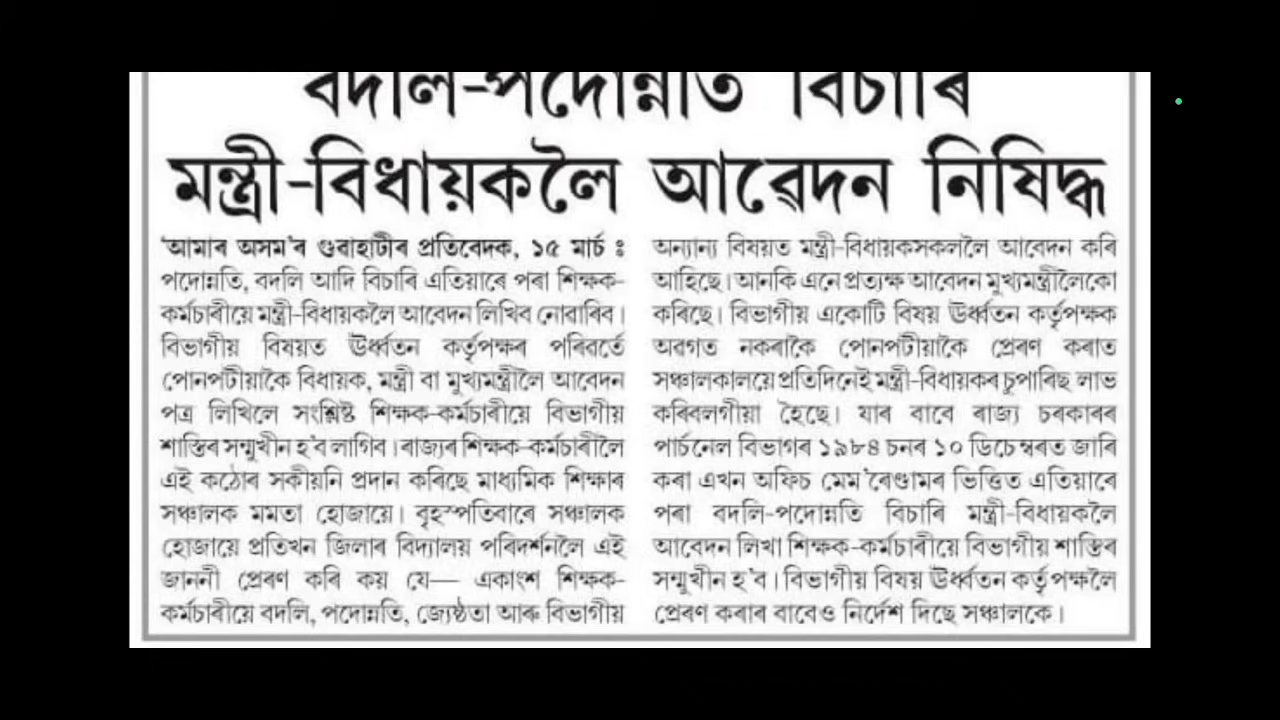 বদলি-পদোন্নতি বিচাৰি
মন্ত্ৰী-বিধায়কলৈ আৱেদন নিষিদ্ধ
'আমাৰ অসম'ৰ গুৱাহাটীৰ প্ৰতিবেদক, ১৫ মাৰ্চ ঃ
পদোন্নতি, বদলি আদি বিচাৰি এতিয়াৰে পৰা শিক্ষক-
কৰ্মচাৰীয়ে মন্ত্ৰী-বিধায়কলৈ আবেদন লিখিব নোৱাৰিব।
বিভাগীয় বিষয়ত ঊৰ্ধ্বতন কৰ্তৃপক্ষৰ পৰিৱৰ্তে
পোনপটীয়াকৈ বিধায়ক, মন্ত্ৰী বা মুখ্যমন্ত্ৰীলৈ আবেদন
পত্ৰ লিখিলে সংশ্লিষ্ট শিক্ষক-কৰ্মচাৰীয়ে বিভাগীয়
শাস্তিৰ সন্মুখীন হ'ব লাগিব। ৰাজ্যৰ শিক্ষক-কৰ্মচাৰীলৈ
এই কঠোৰ সকীয়নি প্ৰদান কৰিছে মাধ্যমিক শিক্ষাৰ
সঞ্চালক মমতা হোজায়ে। বৃহস্পতিবাৰে সঞ্চালক
হোজায়ে প্ৰতিখন জিলাৰ বিদ্যালয় পৰিদৰ্শনলৈ এই
জাননী প্ৰেৰণ কৰি কয় যে— একাংশ শিক্ষক-
কৰ্মচাৰীয়ে বদলি, পদোন্নতি, জ্যেষ্ঠতা আৰু বিভাগীয়
অন্যান্য বিষয়ত মন্ত্ৰী-বিধায়কসকললৈ আবেদন কৰি
আহিছে। আনকি এনে প্ৰত্যক্ষ আবেদন মুখ্যমন্ত্ৰীলৈকো
কৰিছে। বিভাগীয় একোটি বিষয় ঊৰ্ধ্বতন কৰ্তৃপক্ষক
অৱগত নকৰাকৈ পোনপটীয়াকৈ প্ৰেৰণ কৰাত
সঞ্চালকালয়ে প্ৰতিদিনেই মন্ত্ৰী-বিধায়কৰ চুপাৰিছ লাভ
কৰিবলগীয়া হৈছে। যাৰ বাবে ৰাজ্য চৰকাৰৰ
পাৰ্চনেল বিভাগৰ ১৯৮৪ চনৰ ১০ ডিচেম্বৰত জাৰি
কৰা এখন অফিচ মেম'ৰেণ্ডামৰ ভিত্তিত এতিয়াৰে
পৰা বদলি-পদোন্নতি বিচাৰি মন্ত্ৰী-বিধায়কলৈ
আবেদন লিখা শিক্ষক-কৰ্মচাৰীয়ে বিভাগীয় শাস্তিৰ
সন্মুখীন হ'ব। বিভাগীয় বিষয় ঊৰ্ধ্বতন কৰ্তৃপক্ষলৈ
প্ৰেৰণ কৰাৰ বাবেও নিৰ্দেশ দিছে সঞ্চালকে।